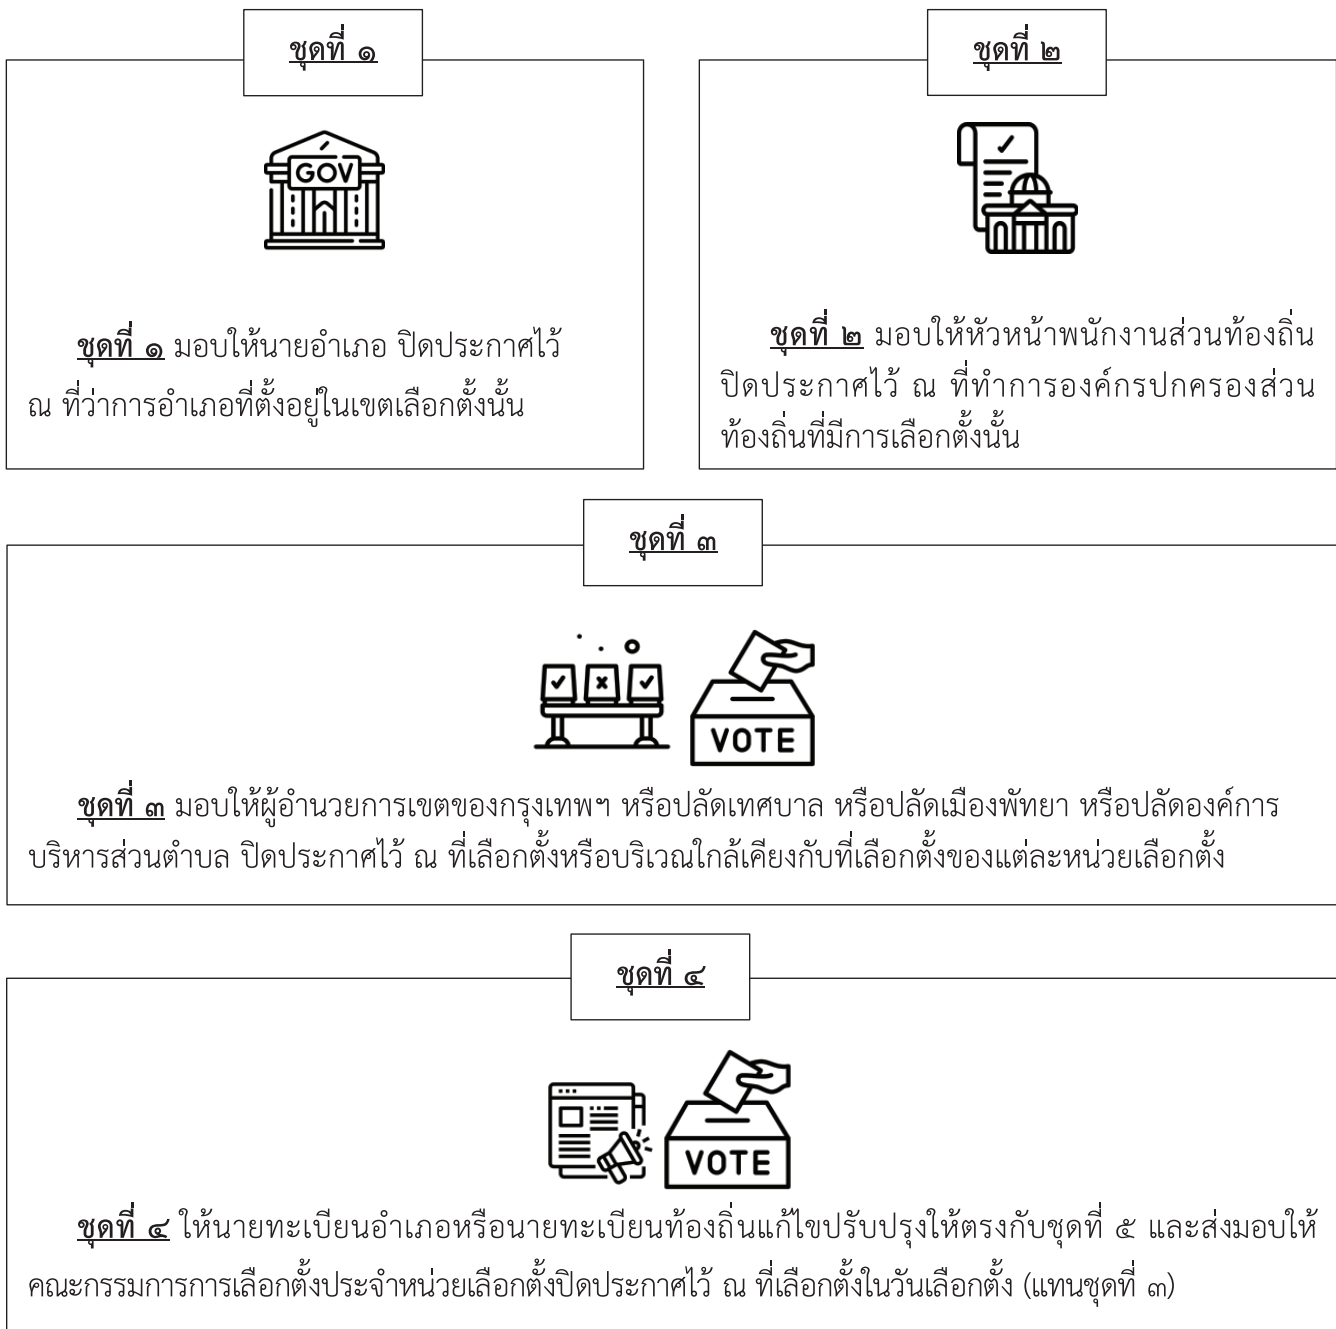 ชุดที่ ๑
GOV
ชุดที่ ๑ มอบให้นายอำเภอ ปิดประกาศไว้
ณ ที่ว่าการอำเภอที่ตั้งอยู่ในเขตเลือกตั้งนั้น
ชุดที่ ๒
ชุดที่ ๒ มอบให้หัวหน้าพนักงานส่วนท้องถิ่น
ปิดประกาศไว้ ณ ที่ทำการองค์กรปกครองส่วน
ท้องถิ่นที่มีการเลือกตั้งนั้น
ชุดที่ ๓
VOTE
ชุดที่ ๓ มอบให้ผู้อำนวยการเขตของกรุงเทพฯ หรือปลัดเทศบาล หรือปลัดเมืองพัทยา หรือปลัดองค์การ
บริหารส่วนตำบล ปิดประกาศไว้ ณ ที่เลือกตั้งหรือบริเวณใกล้เคียงกับที่เลือกตั้งของแต่ละหน่วยเลือกตั้ง
ชุดที่ ๔
VOTE
ชุดที่ ๔ ให้นายทะเบียนอำเภอหรือนายทะเบียนท้องถิ่นแก้ไขปรับปรุงให้ตรงกับชุดที่ ๕ และส่งมอบให้
คณะกรรมการการเลือกตั้งประจำหน่วยเลือกตั้งปิดประกาศไว้ ณ ที่เลือกตั้งในวันเลือกตั้ง (แทนชุดที่ ๓)